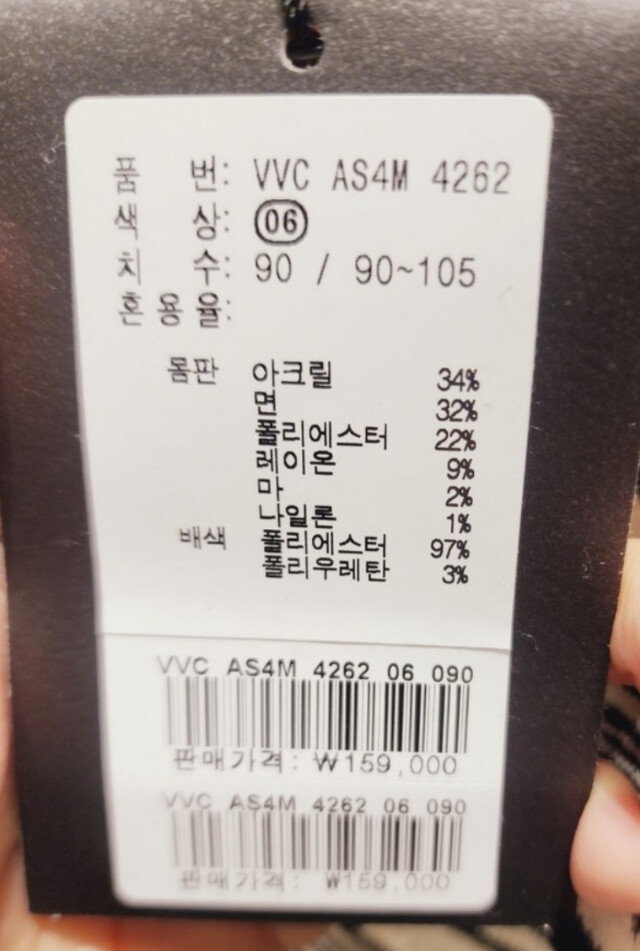 품 번: VVC AS4M 4262
색 상: 06
치 수: 90 / 90~105
혼 용 율:
몸판 아크릴 34%
면 32%
폴리에스터 22%
레이온 9%
마 2%
나일론 1%
배색 폴리에스터 97%
폴리우레탄 3%
VVC AS4M 4262 06 090
판매가격: ₩159,000
VVC AS4M 4262 06 090
판매가격: ₩159,000